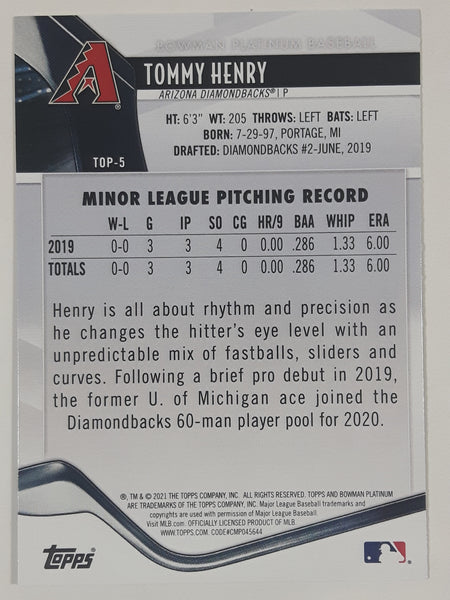 BOWMAN PLATINUM BASEBALL
A
TOMMY HENRY
ARIZONA DIAMONDBACKS® | P
HT: 6'3" WT: 205 THROWS: LEFT BATS: LEFT
BORN: 7-29-97, PORTAGE, MI
DRAFTED: DIAMONDBACKS #2-JUNE, 2019
TOP-5
MINOR LEAGUE PITCHING RECORD
W-L G IP SO CG HR/9 BAA WHIP ERA
2019 0-0 3 3 4 0 0.00 .286 1.33 6.00
TOTALS 0-0 3 3 4 0 0.00 .286 1.33 6.00
Henry is all about rhythm and precision as
he changes the hitter's eye level with an
unpredictable mix of fastballs, sliders and
curves. Following a brief pro debut in 2019,
the former U. of Michigan ace joined the
Diamondbacks 60-man player pool for 2020.
®, TM & © 2021 THE TOPPS COMPANY, INC. ALL RIGHTS RESERVED. TOPPS AND BOWMAN PLATINUM
ARE TRADEMARKS OF THE TOPPS COMPANY, INC. Major League Baseball trademarks and
copyrights are used with permission of Major League Baseball.
Visit MLB.com. OFFICIALLY LICENSED PRODUCT OF MLB.
WWW.TOPPS.COM. CODE#CMP045644
TOPPS®